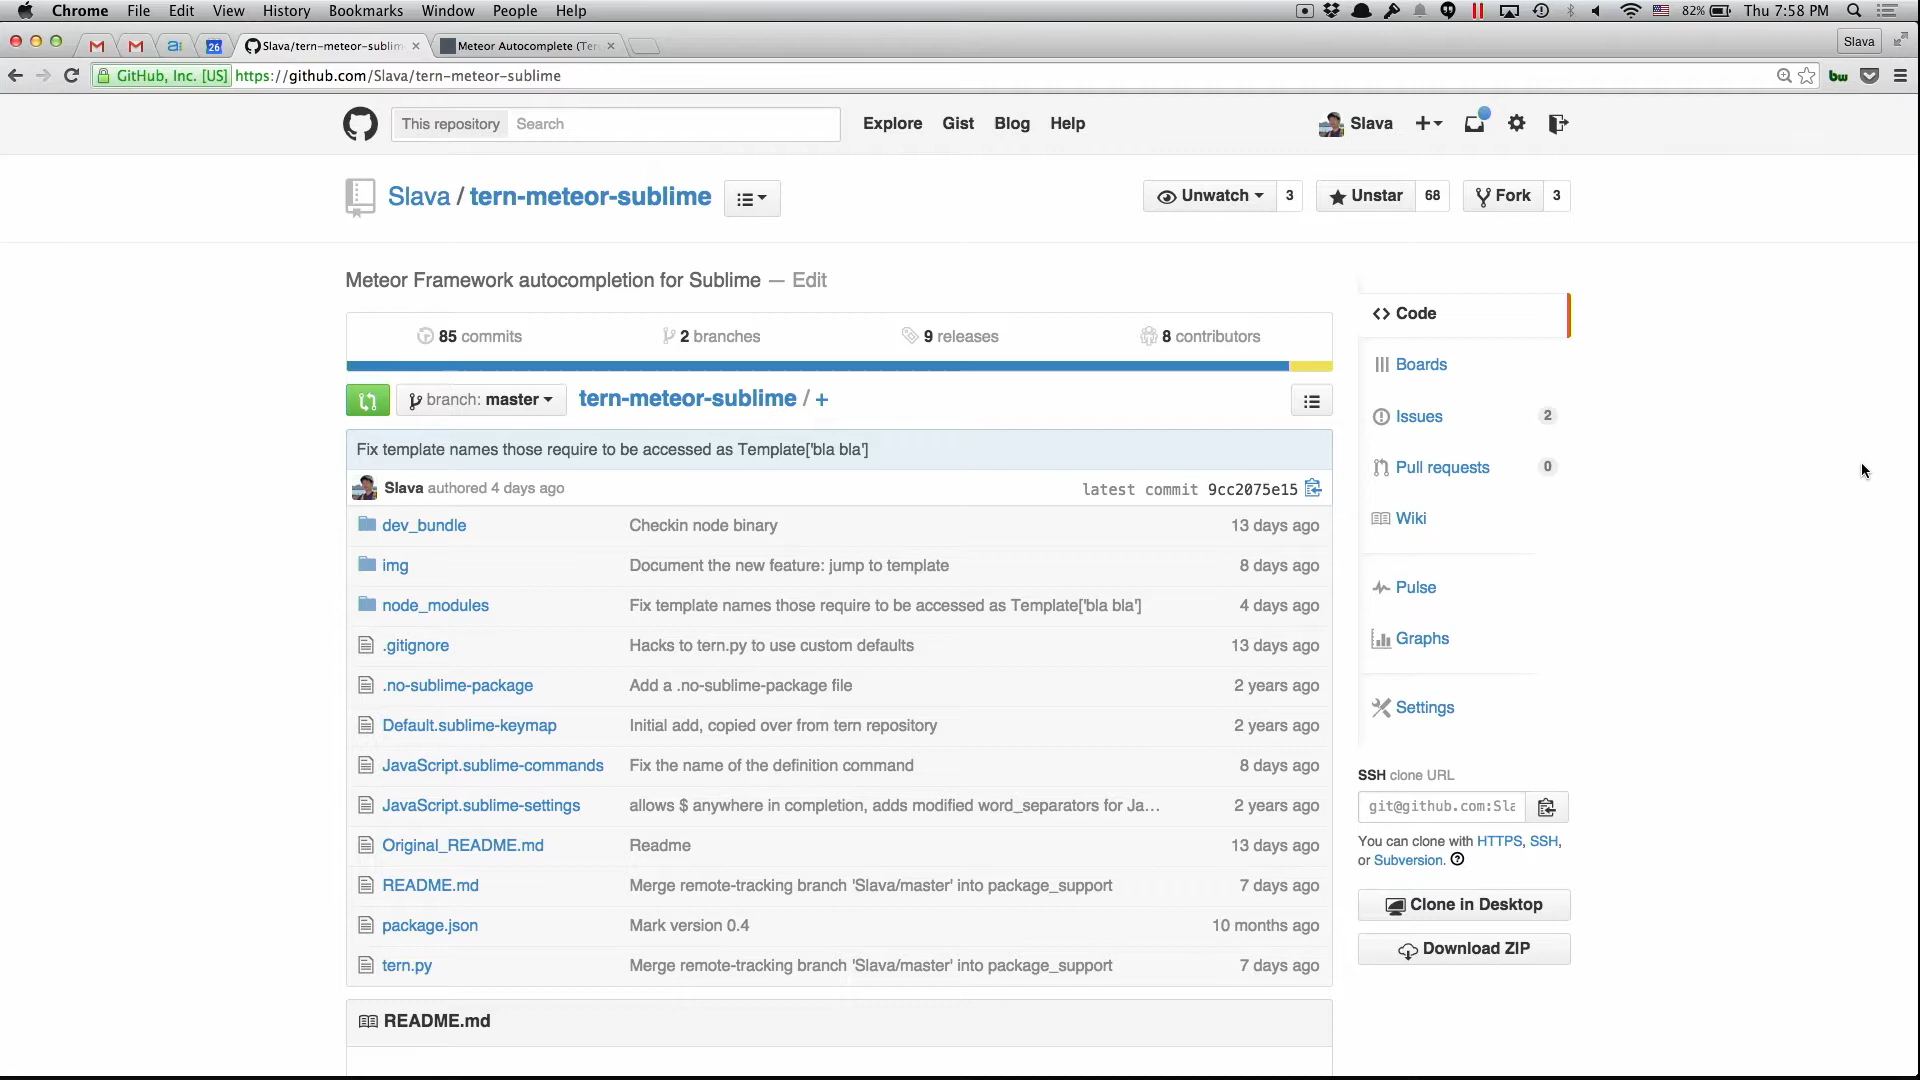 Chrome File Edit View History Bookmarks Window People Help 82% Thu 7:58 PM
26 Slava/tern-meteor-sublim Meteor Autocomplete (Ter Slava
GitHub, Inc. [US] https://github.com/Slava/tern-meteor-sublime bw
This repository Search Explore Gist Blog Help Slava
Slava / tern-meteor-sublime Unwatch 3 Unstar 68 Fork 3
Meteor Framework autocompletion for Sublime — Edit
85 commits 2 branches 9 releases 8 contributors
branch: master tern-meteor-sublime / +
Fix template names those require to be accessed as Template['bla bla']
Slava authored 4 days ago latest commit 9cc2075e15
dev_bundle Checkin node binary 13 days ago
img Document the new feature: jump to template 8 days ago
node_modules Fix template names those require to be accessed as Template['bla bla'] 4 days ago
.gitignore Hacks to tern.py to use custom defaults 13 days ago
.no-sublime-package Add a .no-sublime-package file 2 years ago
Default.sublime-keymap Initial add, copied over from tern repository 2 years ago
JavaScript.sublime-commands Fix the name of the definition command 8 days ago
JavaScript.sublime-settings allows $ anywhere in completion, adds modified word_separators for Ja… 2 years ago
Original_README.md Readme 13 days ago
README.md Merge remote-tracking branch 'Slava/master' into package_support 7 days ago
package.json Mark version 0.4 10 months ago
tern.py Merge remote-tracking branch 'Slava/master' into package_support 7 days ago
README.md
Code
Boards
Issues 2
Pull requests 0
Wiki
Pulse
Graphs
Settings
SSH clone URL
git@github.com:Sla
You can clone with HTTPS, SSH,
or Subversion.
Clone in Desktop
Download ZIP